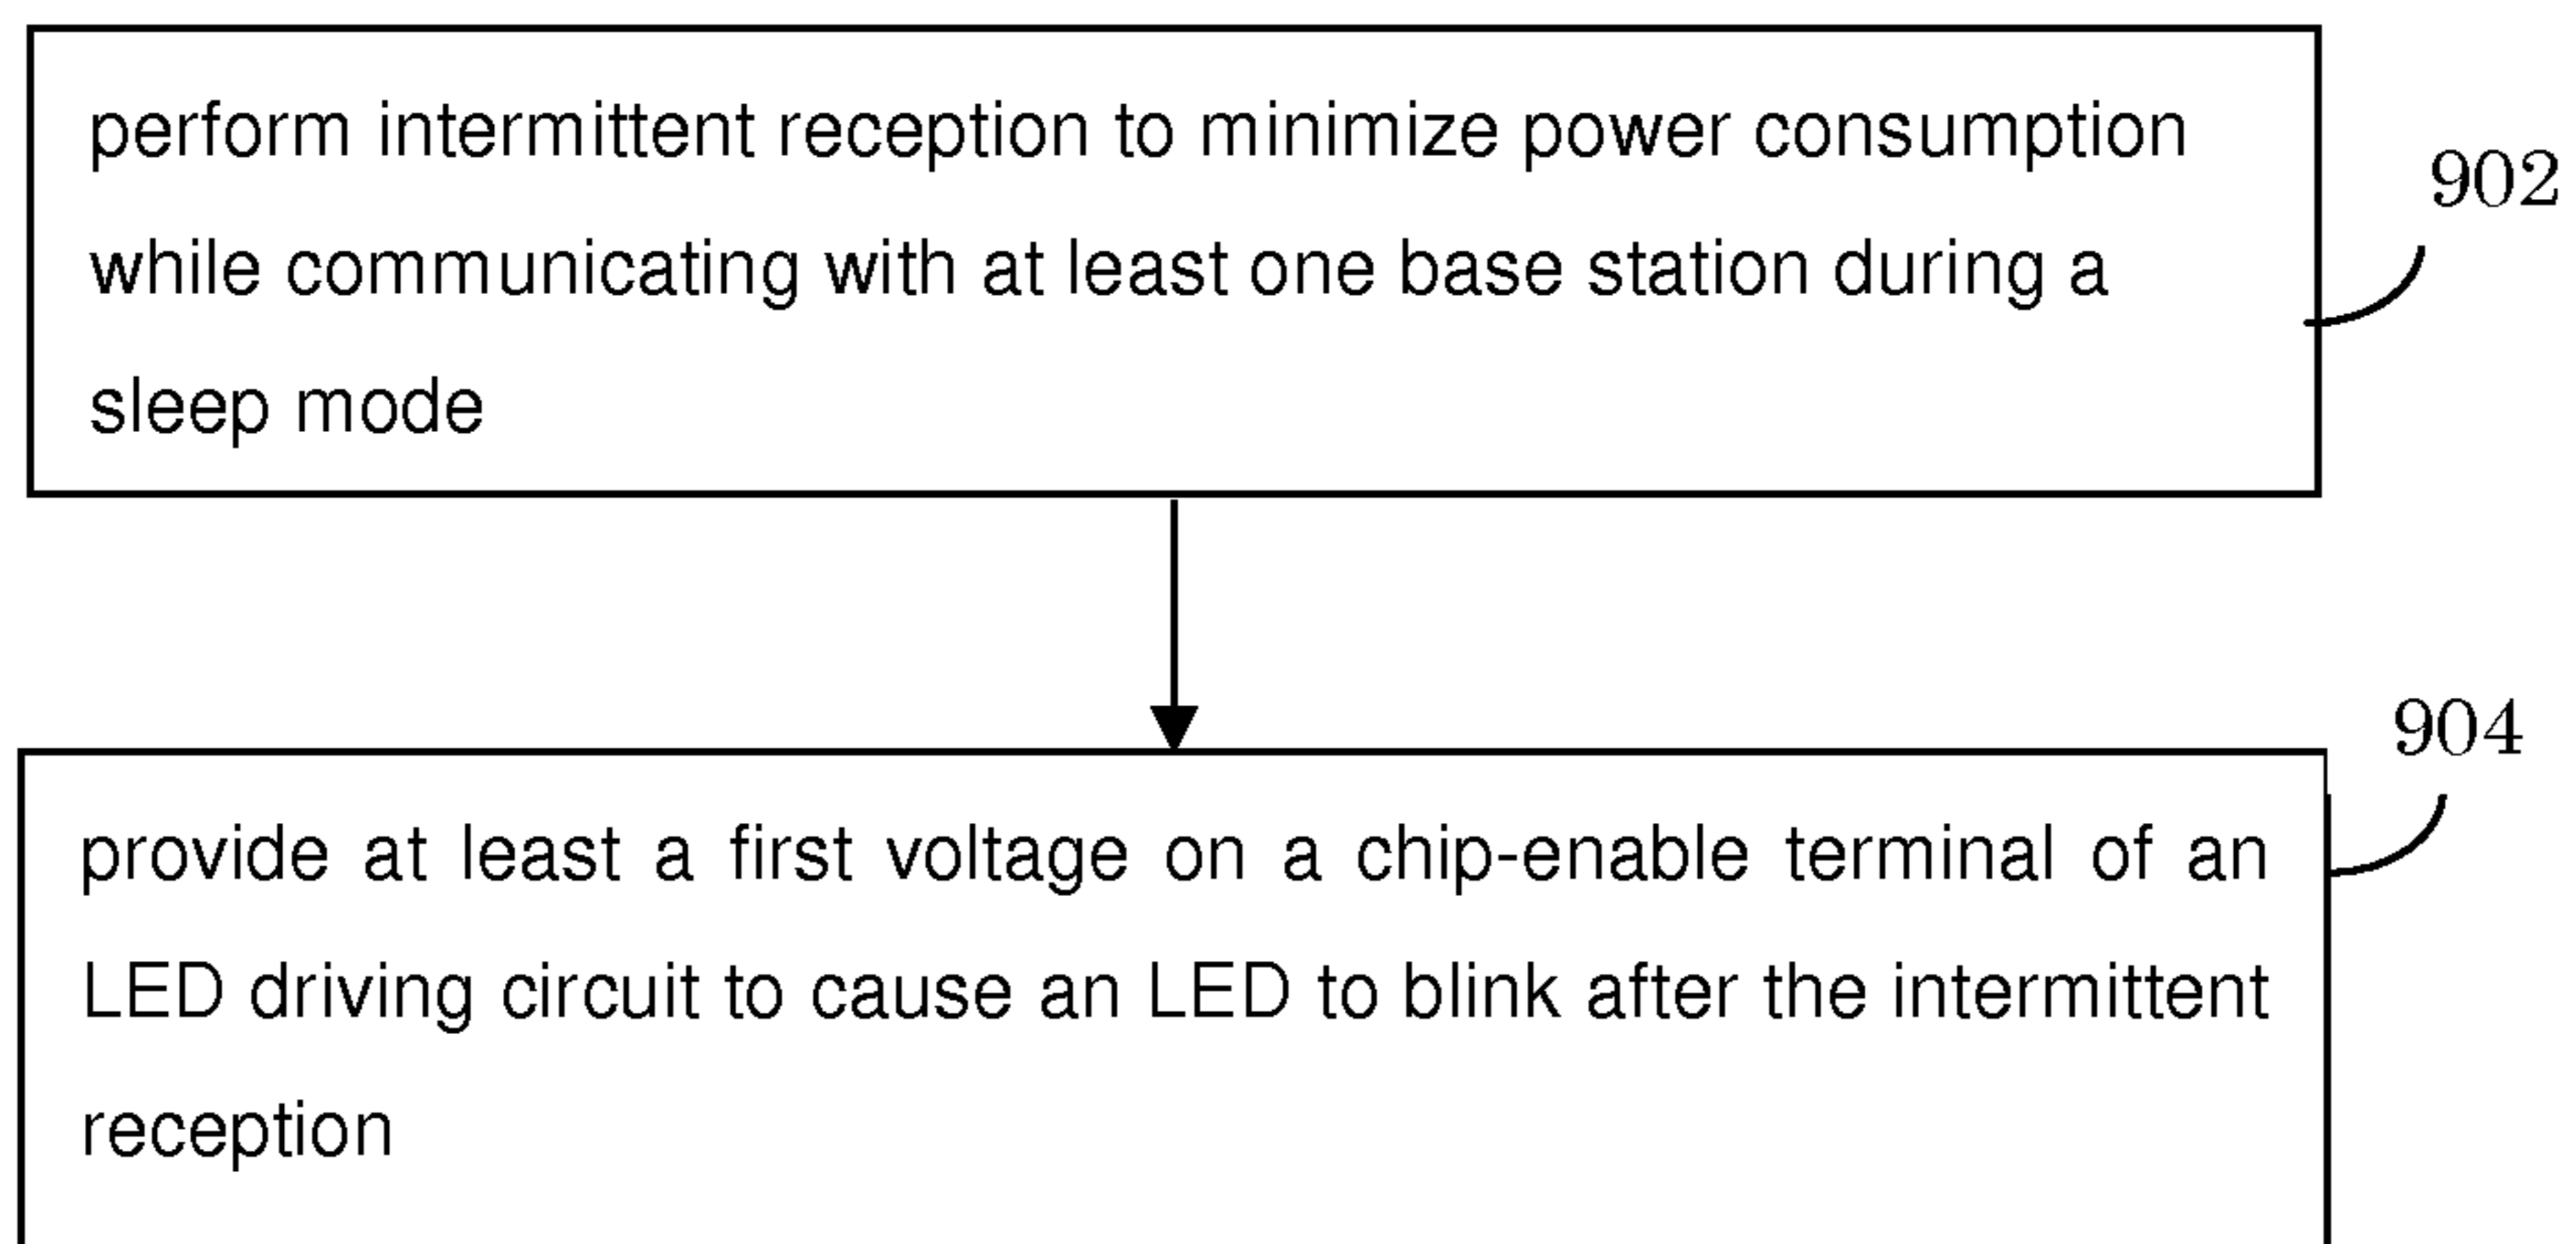 perform intermittent reception to minimize power consumption
while communicating with at least one base station during a
sleep mode
902
904
provide at least a first voltage on a chip-enable terminal of an
LED driving circuit to cause an LED to blink after the intermittent
reception